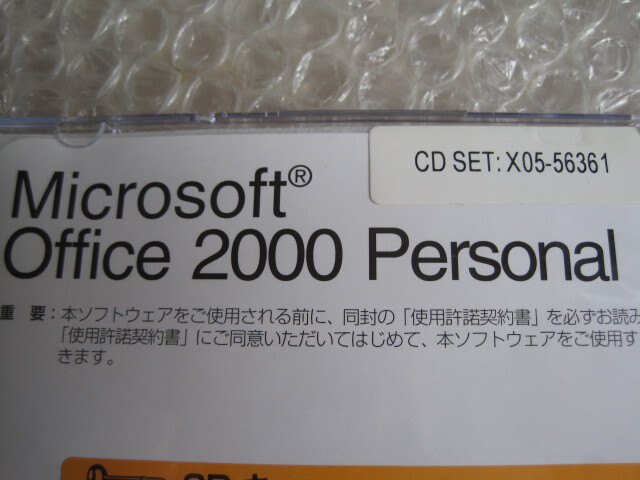 CD SET: X05-56361
Microsoft®
Office 2000 Personal
重 要：本ソフトウェアをご使用される前に、同封の「使用許諾契約書」を必ずお読み
「使用許諾契約書」にご同意いただいてはじめて、本ソフトウェアをご使用す
きます。